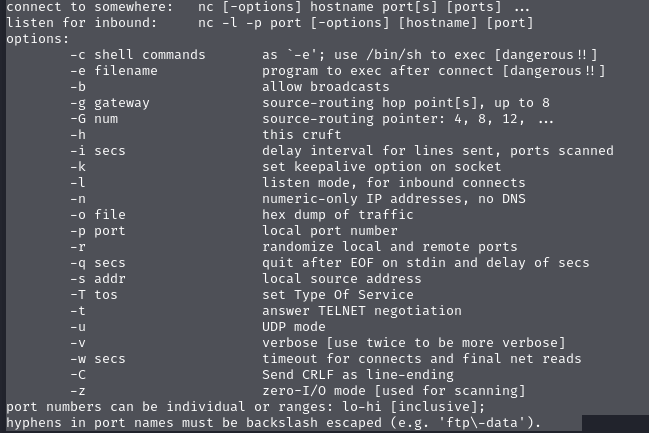 connect to somewhere:   nc [-options] hostname port[s] [ports] ...
listen for inbound:     nc -l -p port [-options] [hostname] [port]
options:
        -c shell commands       as `-e'; use /bin/sh to exec [dangerous!!]
        -e filename             program to exec after connect [dangerous!!]
        -b                      allow broadcasts
        -g gateway              source-routing hop point[s], up to 8
        -G num                  source-routing pointer: 4, 8, 12, ...
        -h                      this cruft
        -i secs                 delay interval for lines sent, ports scanned
        -k                      set keepalive option on socket
        -l                      listen mode, for inbound connects
        -n                      numeric-only IP addresses, no DNS
        -o file                 hex dump of traffic
        -p port                 local port number
        -r                      randomize local and remote ports
        -q secs                 quit after EOF on stdin and delay of secs
        -s addr                 local source address
        -T tos                  set Type Of Service
        -t                      answer TELNET negotiation
        -u                      UDP mode
        -v                      verbose [use twice to be more verbose]
        -w secs                 timeout for connects and final net reads
        -C                      Send CRLF as line-ending
        -z                      zero-I/O mode [used for scanning]
port numbers can be individual or ranges: lo-hi [inclusive];
hyphens in port names must be backslash escaped (e.g. 'ftp\-data').